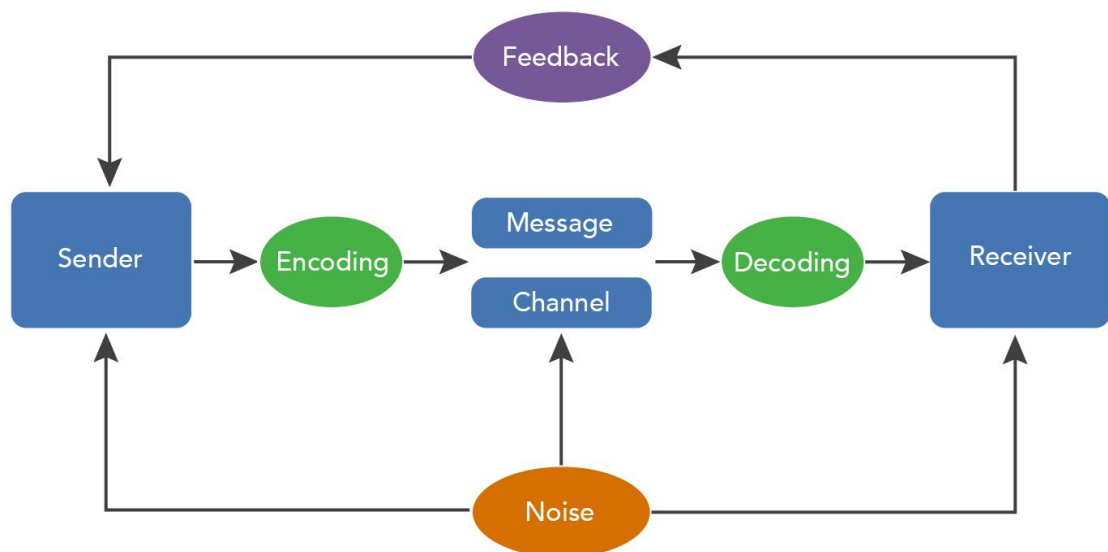 Feedback
Sender
Encoding
Message
Channel
Decoding
Receiver
Noise